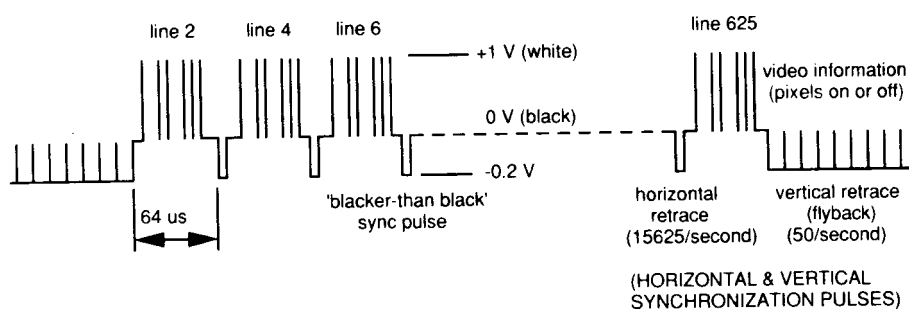 line 2
line 4
line 6
line 625
+1 V (white)
video information
(pixels on or off)
0 V (black)
-0.2 V
'blacker-than black'
sync pulse
64 us
horizontal
retrace
(15625/second)
vertical retrace
(flyback)
(50/second)
(HORIZONTAL & VERTICAL
SYNCHRONIZATION PULSES)